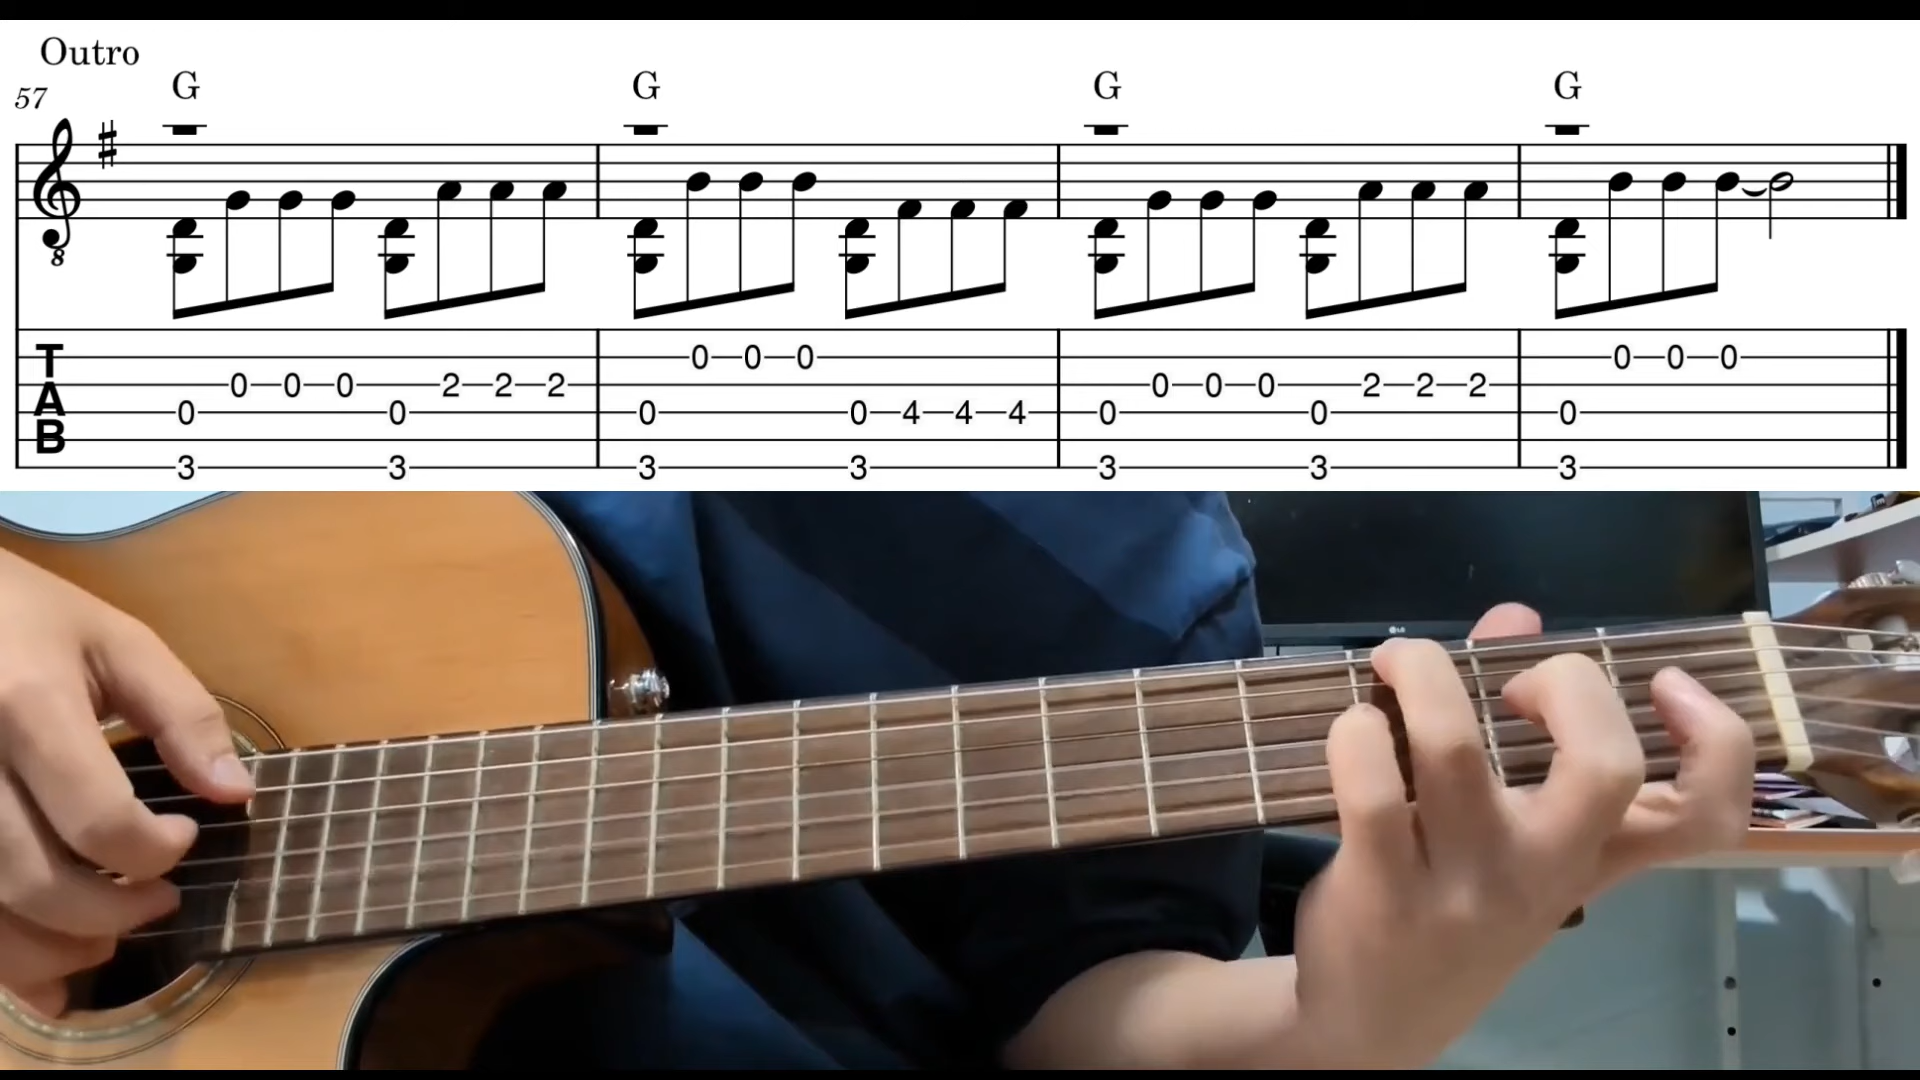 Outro
57 G G G G
8
T 0 0 0 0 0 0
A 0 0 0 2 2 2 0 0 0 2 2 2
0 0 0 0 4 4 4 0 0 0
B
3 3 3 3 3 3 3
LG